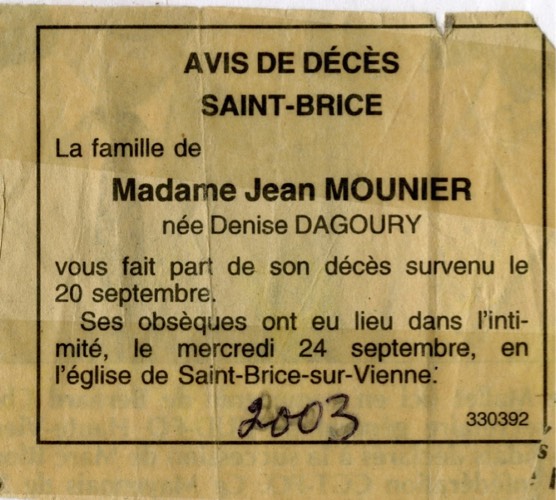 AVIS DE DÉCÈS
SAINT-BRICE
La famille de
Madame Jean MOUNIER
née Denise DAGOURY
vous fait part de son décès survenu le
20 septembre.
Ses obsèques ont eu lieu dans l'inti-
mité, le mercredi 24 septembre, en
l'église de Saint-Brice-sur-Vienne.
2003
330392